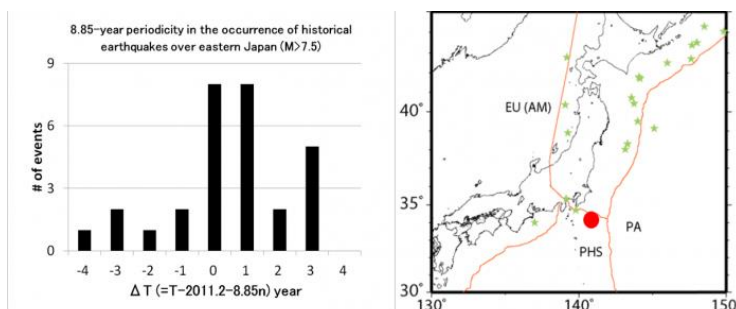 8.85-year periodicity in the occurrence of historical
earthquakes over eastern Japan (M>7.5)
9
6
3
0
# of events
-4 -3 -2 -1 0 1 2 3 4
ΔT (=T-2011.2-8.85n) year
40°
35°
30°
130° 140° 150°
EU (AM)
PA
PHS